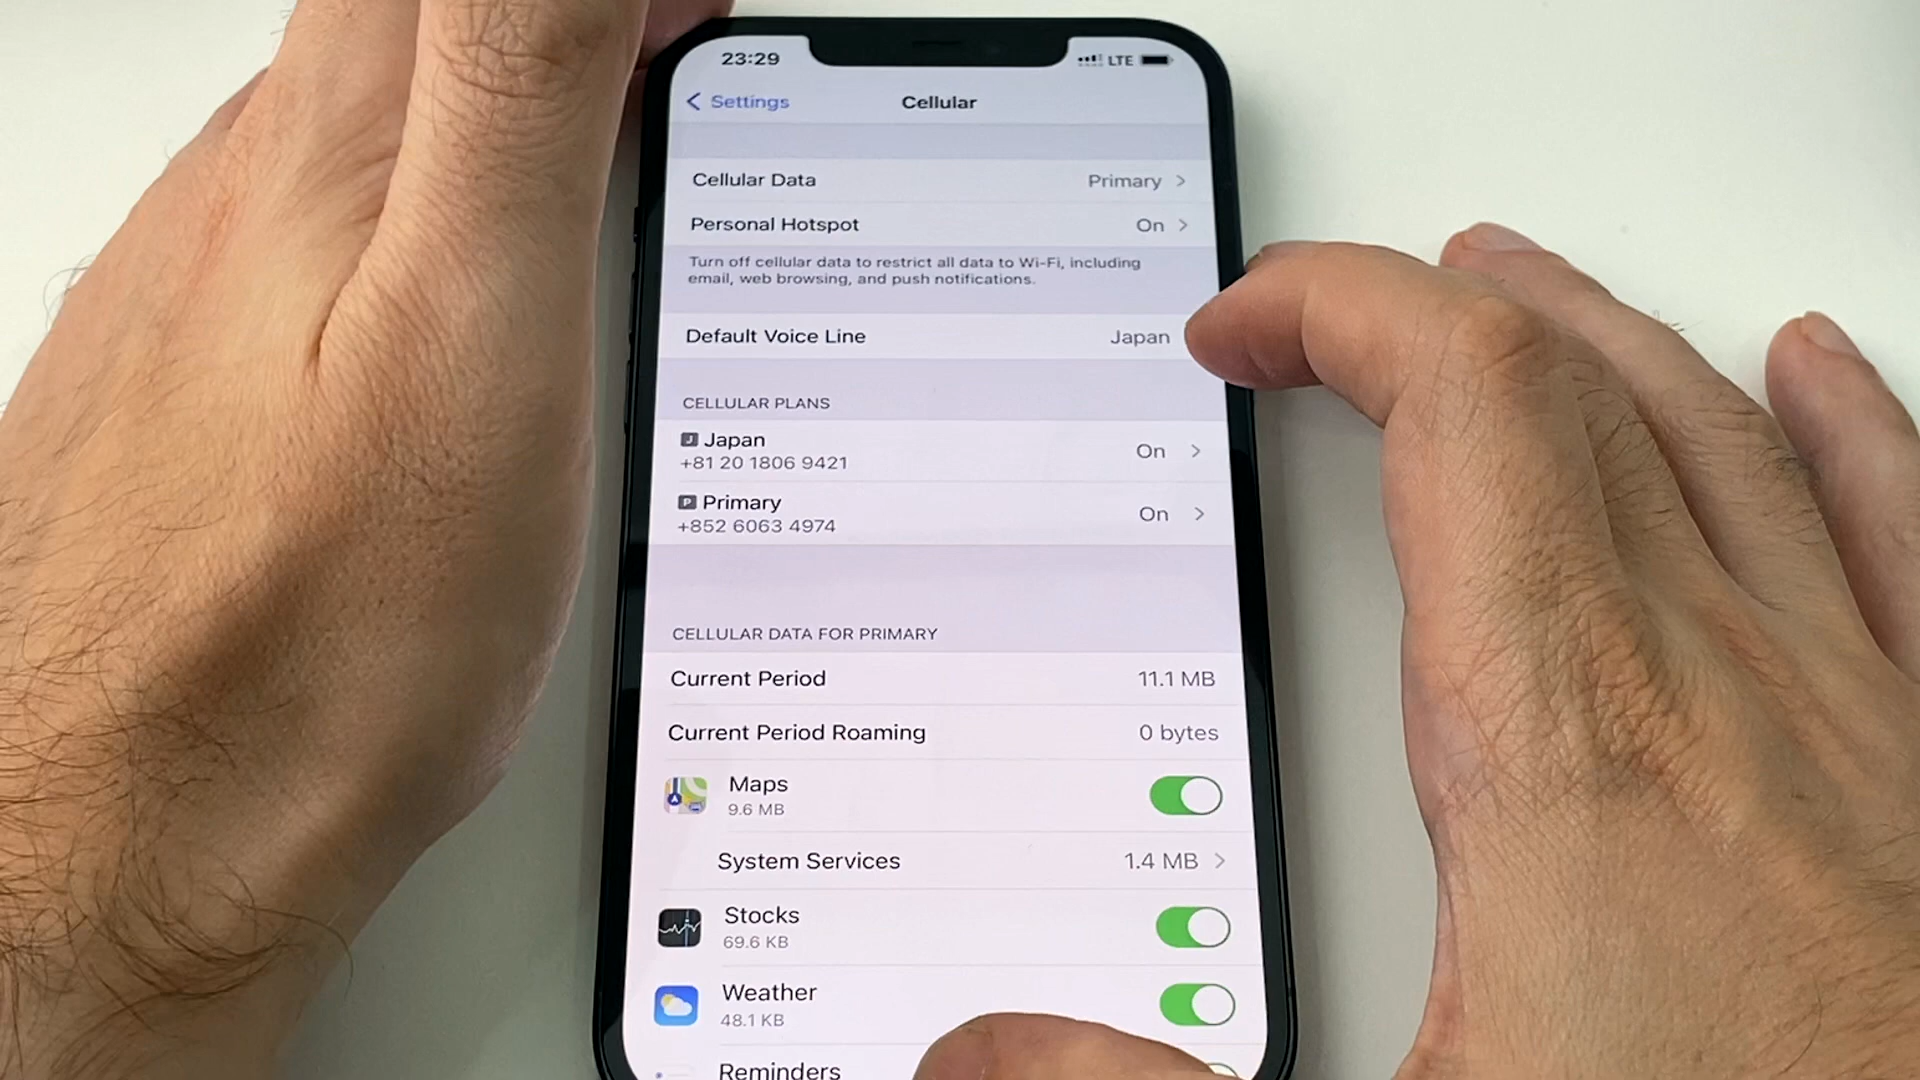 23:29 LTE
Settings Cellular
Cellular Data Primary
Personal Hotspot On
Turn off cellular data to restrict all data to Wi-Fi, including
email, web browsing, and push notifications.
Default Voice Line Japan
CELLULAR PLANS
J Japan On
+81 20 1806 9421
P Primary On
+852 6063 4974
CELLULAR DATA FOR PRIMARY
Current Period 11.1 MB
Current Period Roaming 0 bytes
Maps
9.6 MB
System Services 1.4 MB
Stocks
69.6 KB
Weather
48.1 KB
Reminders